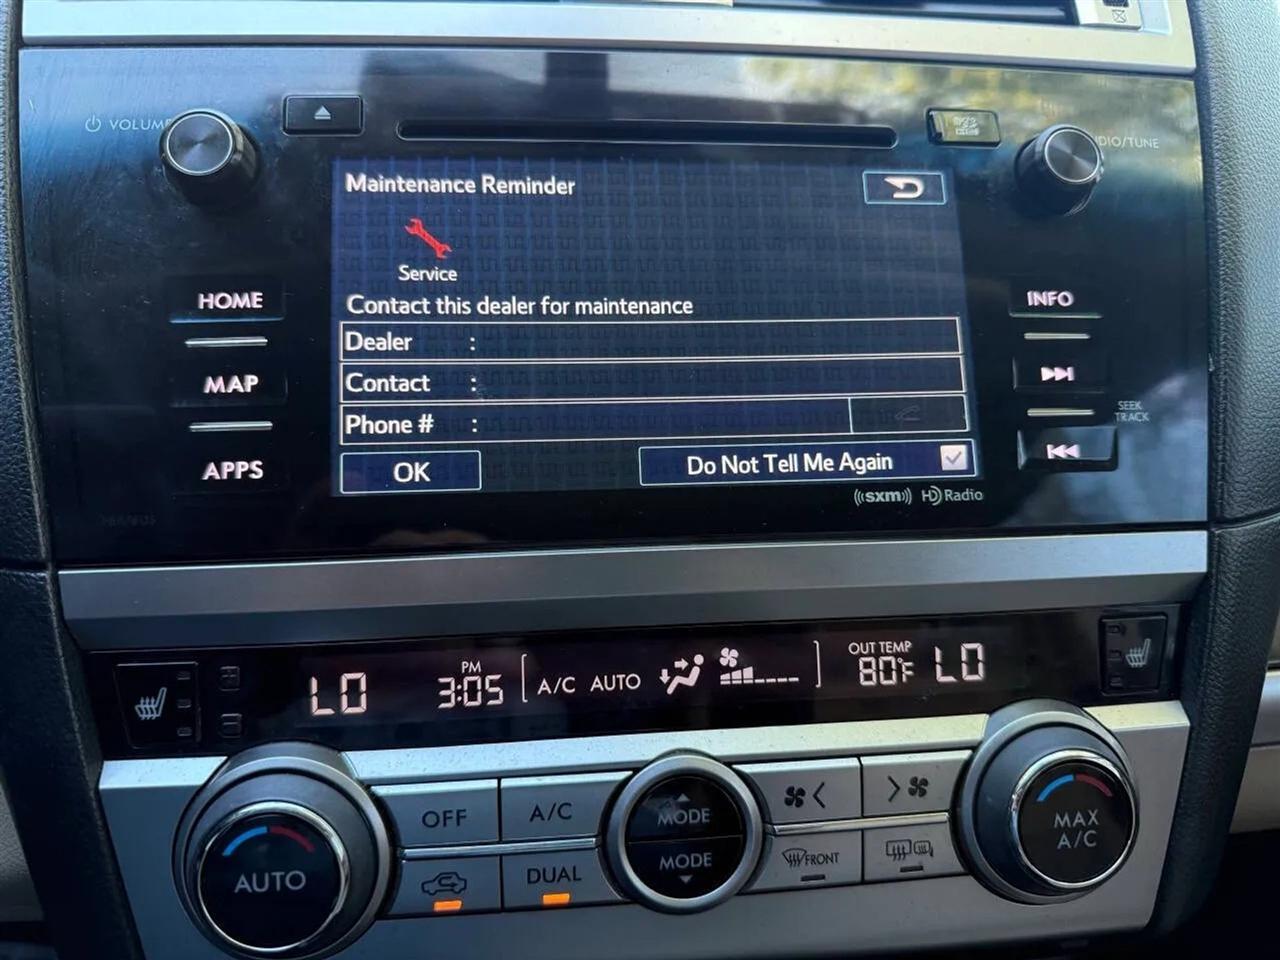 VOLUME
DIO/TUNE
Maintenance Reminder
Service
HOME
INFO
Contact this dealer for maintenance
Dealer :
MAP
Contact :
SEEK
TRACK
Phone # :
APPS
OK
Do Not Tell Me Again
((sxm)) HD Radio
LO
PM
3:05
A/C AUTO
OUT TEMP
80°F
LO
OFF
A/C
MODE
MODE
AUTO
DUAL
FRONT
MAX
A/C